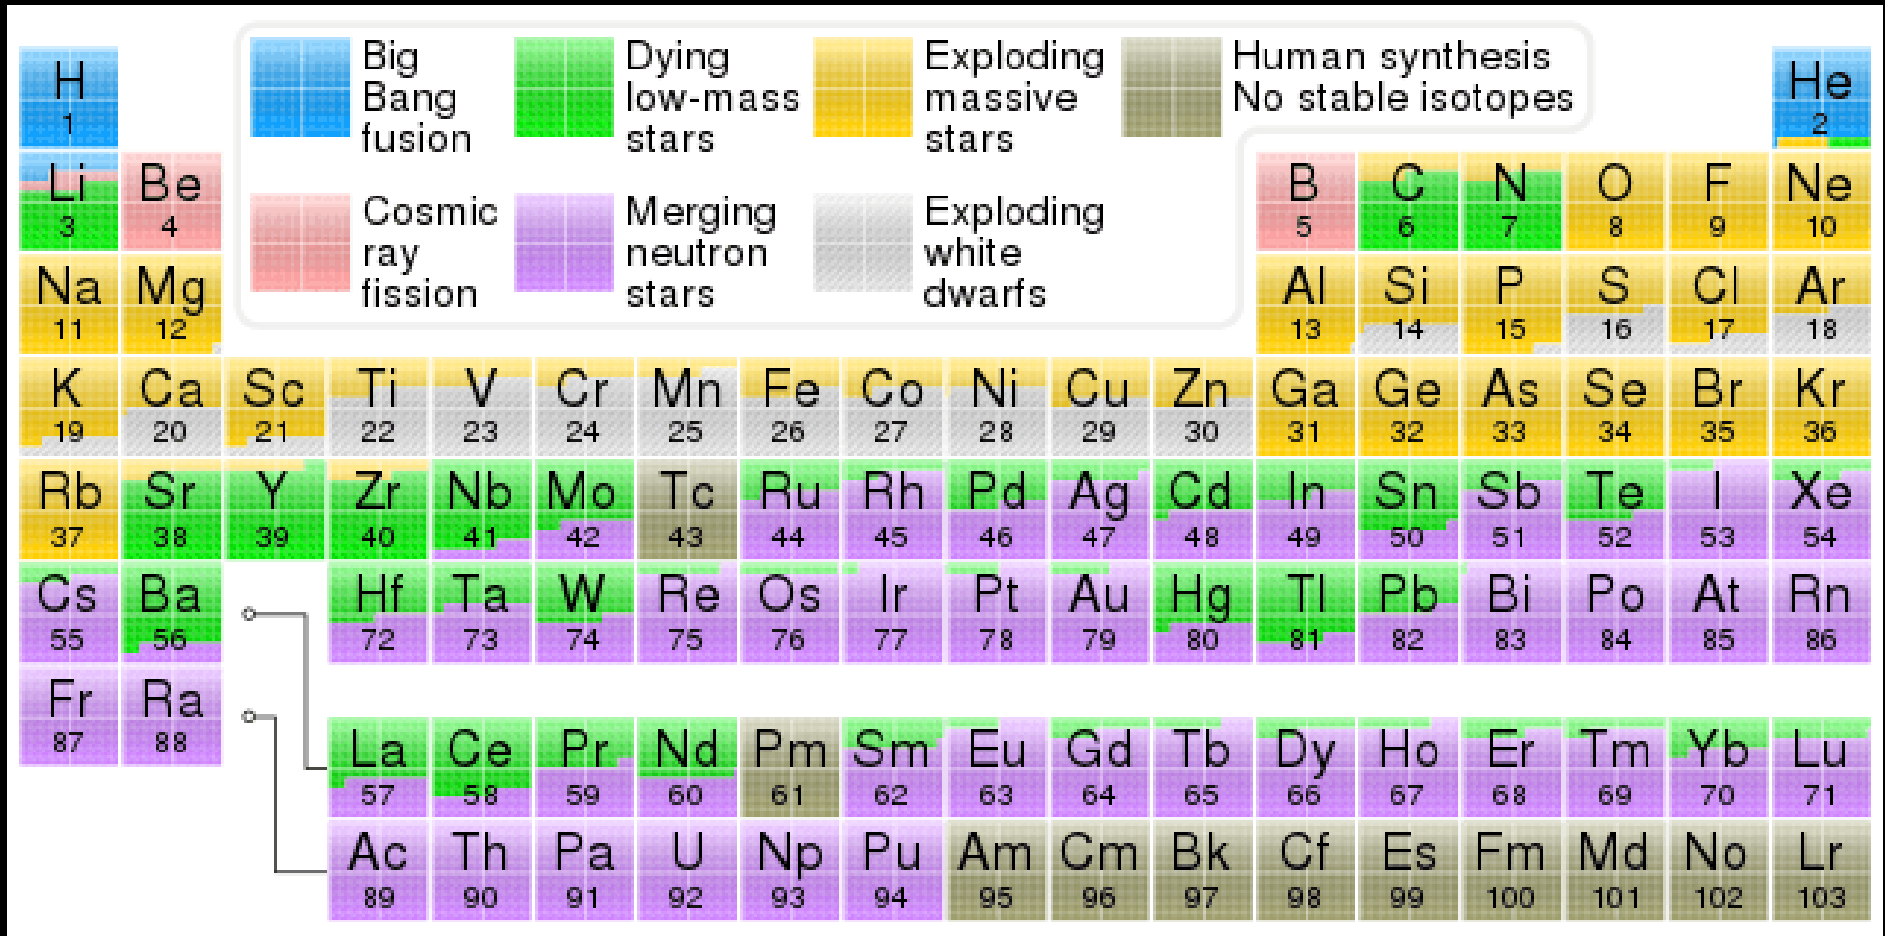 Big Bang fusion
Dying low-mass stars
Exploding massive stars
Human synthesis
No stable isotopes
Cosmic ray fission
Merging neutron stars
Exploding white dwarfs
H He
1 2
Li Be B C N O F Ne
3 4 5 6 7 8 9 10
Na Mg Al Si P S Cl Ar
11 12 13 14 15 16 17 18
K Ca Sc Ti V Cr Mn Fe Co Ni Cu Zn Ga Ge As Se Br Kr
19 20 21 22 23 24 25 26 27 28 29 30 31 32 33 34 35 36
Rb Sr Y Zr Nb Mo Tc Ru Rh Pd Ag Cd In Sn Sb Te I Xe
37 38 39 40 41 42 43 44 45 46 47 48 49 50 51 52 53 54
Cs Ba Hf Ta W Re Os Ir Pt Au Hg Tl Pb Bi Po At Rn
55 56 72 73 74 75 76 77 78 79 80 81 82 83 84 85 86
Fr Ra
87 88
La Ce Pr Nd Pm Sm Eu Gd Tb Dy Ho Er Tm Yb Lu
57 58 59 60 61 62 63 64 65 66 67 68 69 70 71
Ac Th Pa U Np Pu Am Cm Bk Cf Es Fm Md No Lr
89 90 91 92 93 94 95 96 97 98 99 100 101 102 103